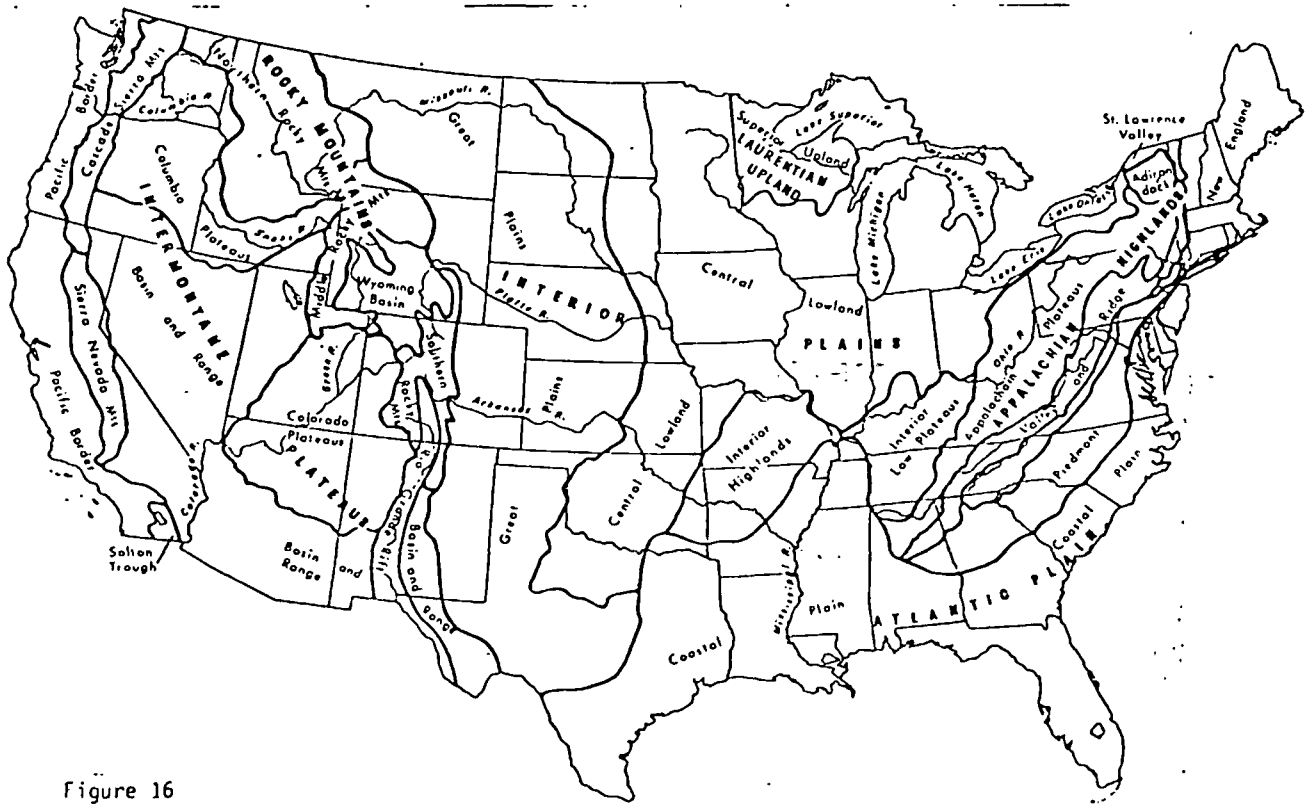 Pacific Border
Cascade Sierra Mts
Columbia R.
Northern Rocky Mts
ROCKY MOUNTAINS
Missouri R.
Great
Plains
Superior Upland
Lake Superior
LAURENTIAN
UPLAND
Lake Michigan
Lake Huron
St. Lawrence
Valley
Lake Ontario
Adiron
dack
New England
Lake Erie
Columbia
Plateaus
Snake R.
INTERMONTANE
PLATEAUS
Basin
and
Range
Middle Rocky Mts
Wyoming
Basin
INTERIOR
PLAINS
Platte R.
Central
Lowland
Ohio R.
APPALACHIAN HIGHLANDS
Appalachian Plateaus
Valley and Ridge
Sierra Nevada Mts
Pacific Border
Green R.
Southern
Rocky
Mts
Colorado
Plateaus
Arkansas R.
Plains
Central Lowland
Interior
Highlands
Interior
Low Plateaus
Piedmont
Coastal Plain
Colorado R.
Rio Grande Rift
Basin and Range
Great
Salton
Trough
Basin and
Range
Mississippi R.
Plain
Coastal
ATLANTIC PLAIN
Figure 16